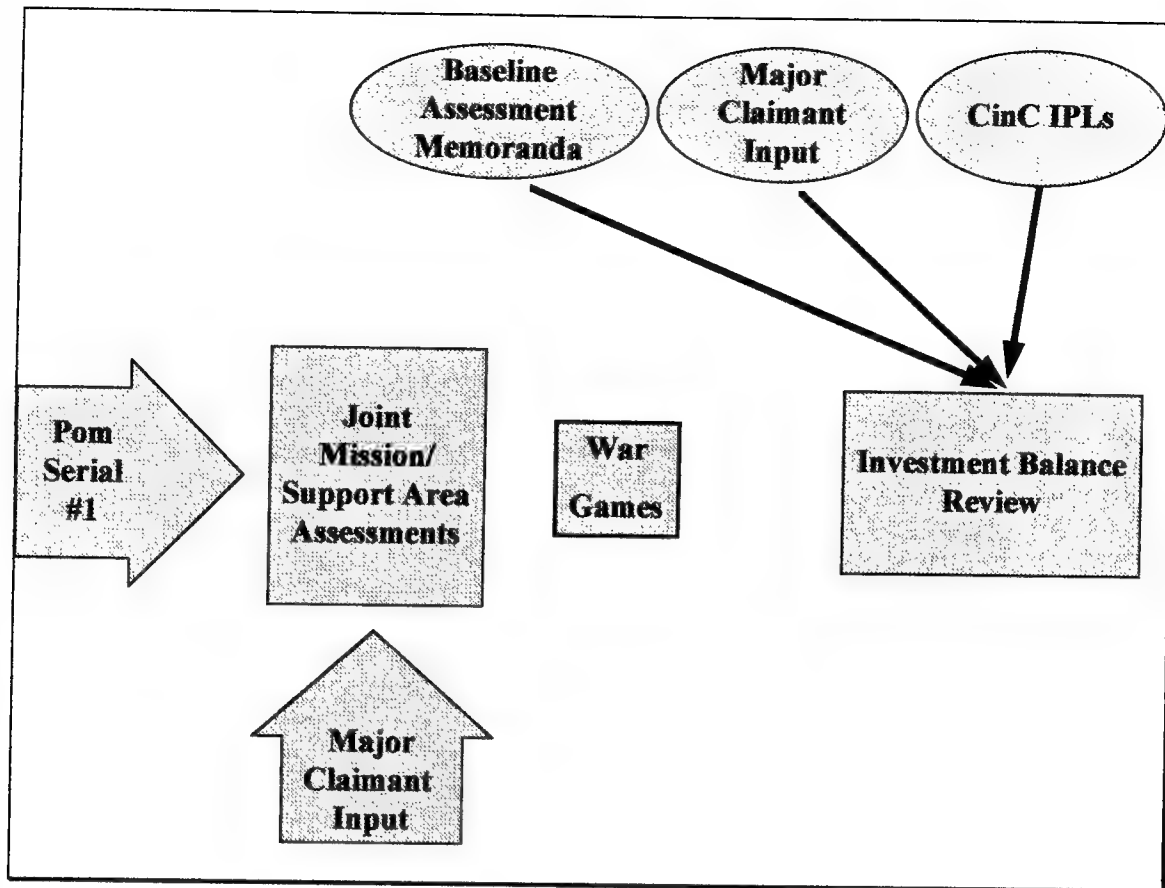 Baseline
Assessment
Memoranda
Major
Claimant
Input
CinC IPLs
Pom
Serial
#1
Joint
Mission/
Support Area
Assessments
War
Games
Investment Balance
Review
Major
Claimant
Input